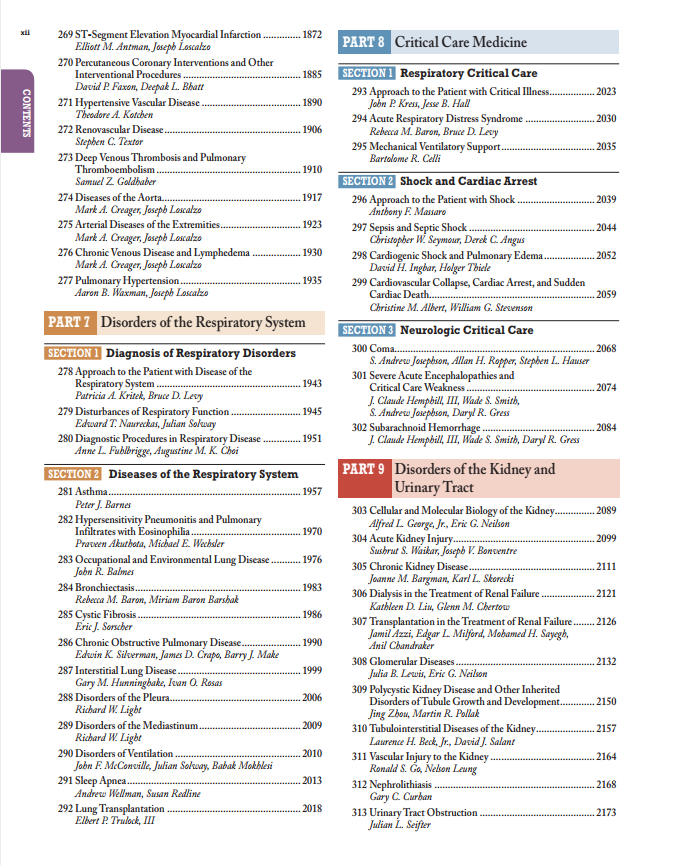 xii
CONTENTS
269 ST-Segment Elevation Myocardial Infarction .............. 1872
Elliott M. Antman, Joseph Loscalzo
270 Percutaneous Coronary Interventions and Other
Interventional Procedures .......................................... 1885
David P. Faxon, Deepak L. Bhatt
271 Hypertensive Vascular Disease ................................... 1890
Theodore A. Kotchen
272 Renovascular Disease................................................. 1906
Stephen C. Textor
273 Deep Venous Thrombosis and Pulmonary
Thromboembolism .................................................... 1910
Samuel Z. Goldhaber
274 Diseases of the Aorta.................................................. 1917
Mark A. Creager, Joseph Loscalzo
275 Arterial Diseases of the Extremities............................ 1923
Mark A. Creager, Joseph Loscalzo
276 Chronic Venous Disease and Lymphedema ................. 1930
Mark A. Creager, Joseph Loscalzo
277 Pulmonary Hypertension........................................... 1935
Aaron B. Waxman, Joseph Loscalzo
PART 7 Disorders of the Respiratory System
SECTION 1 Diagnosis of Respiratory Disorders
278 Approach to the Patient with Disease of the
Respiratory System .................................................... 1943
Patricia A. Kritek, Bruce D. Levy
279 Disturbances of Respiratory Function ......................... 1945
Edward T. Naureckas, Julian Solway
280 Diagnostic Procedures in Respiratory Disease ............. 1951
Anne L. Fuhlbrigge, Augustine M. K. Choi
SECTION 2 Diseases of the Respiratory System
281 Asthma...................................................................... 1957
Peter J. Barnes
282 Hypersensitivity Pneumonitis and Pulmonary
Infiltrates with Eosinophilia........................................ 1970
Praveen Akuthota, Michael E. Wechsler
283 Occupational and Environmental Lung Disease .......... 1976
John R. Balmes
284 Bronchiectasis............................................................ 1983
Rebecca M. Baron, Miriam Baron Barshak
285 Cystic Fibrosis ........................................................... 1986
Eric J. Sorscher
286 Chronic Obstructive Pulmonary Disease..................... 1990
Edwin K. Silverman, James D. Crapo, Barry J. Make
287 Interstitial Lung Disease ............................................. 1999
Gary M. Hunninghake, Ivan O. Rosas
288 Disorders of the Pleura............................................... 2006
Richard W. Light
289 Disorders of the Mediastinum.................................... 2009
Richard W. Light
290 Disorders of Ventilation ............................................. 2010
John F. McConville, Julian Solway, Babak Mokhlesi
291 Sleep Apnea............................................................... 2013
Andrew Wellman, Susan Redline
292 Lung Transplantation ................................................. 2018
Elbert P. Trulock, III
PART 8 Critical Care Medicine
SECTION 1 Respiratory Critical Care
293 Approach to the Patient with Critical Illness................ 2023
John P. Kress, Jesse B. Hall
294 Acute Respiratory Distress Syndrome ......................... 2030
Rebecca M. Baron, Bruce D. Levy
295 Mechanical Ventilatory Support.................................. 2035
Bartolome R. Celli
SECTION 2 Shock and Cardiac Arrest
296 Approach to the Patient with Shock ............................ 2039
Anthony F. Massaro
297 Sepsis and Septic Shock .............................................. 2044
Christopher W. Seymour, Derek C. Angus
298 Cardiogenic Shock and Pulmonary Edema................... 2052
David H. Ingbar, Holger Thiele
299 Cardiovascular Collapse, Cardiac Arrest, and Sudden
Cardiac Death............................................................ 2059
Christine M. Albert, William G. Stevenson
SECTION 3 Neurologic Critical Care
300 Coma......................................................................... 2068
S. Andrew Josephson, Allan H. Ropper, Stephen L. Hauser
301 Severe Acute Encephalopathies and
Critical Care Weakness ............................................... 2074
J. Claude Hemphill, III, Wade S. Smith,
S. Andrew Josephson, Daryl R. Gress
302 Subarachnoid Hemorrhage ......................................... 2084
J. Claude Hemphill, III, Wade S. Smith, Daryl R. Gress
PART 9 Disorders of the Kidney and
Urinary Tract
303 Cellular and Molecular Biology of the Kidney............... 2089
Alfred L. George, Jr., Eric G. Neilson
304 Acute Kidney Injury.................................................... 2099
Sushrut S. Waikar, Joseph V. Bonventre
305 Chronic Kidney Disease .............................................. 2111
Joanne M. Bargman, Karl L. Skorecki
306 Dialysis in the Treatment of Renal Failure .................... 2121
Kathleen D. Liu, Glenn M. Chertow
307 Transplantation in the Treatment of Renal Failure ........ 2126
Jamil Azzi, Edgar L. Milford, Mohamed H. Sayegh,
Anil Chandraker
308 Glomerular Diseases ................................................... 2132
Julia B. Lewis, Eric G. Neilson
309 Polycystic Kidney Disease and Other Inherited
Disorders of Tubule Growth and Development............ 2150
Jing Zhou, Martin R. Pollak
310 Tubulointerstitial Diseases of the Kidney..................... 2157
Laurence H. Beck, Jr., David J. Salant
311 Vascular Injury to the Kidney ...................................... 2164
Ronald S. Go, Nelson Leung
312 Nephrolithiasis .......................................................... 2168
Gary C. Curhan
313 Urinary Tract Obstruction .......................................... 2173
Julian L. Seifter